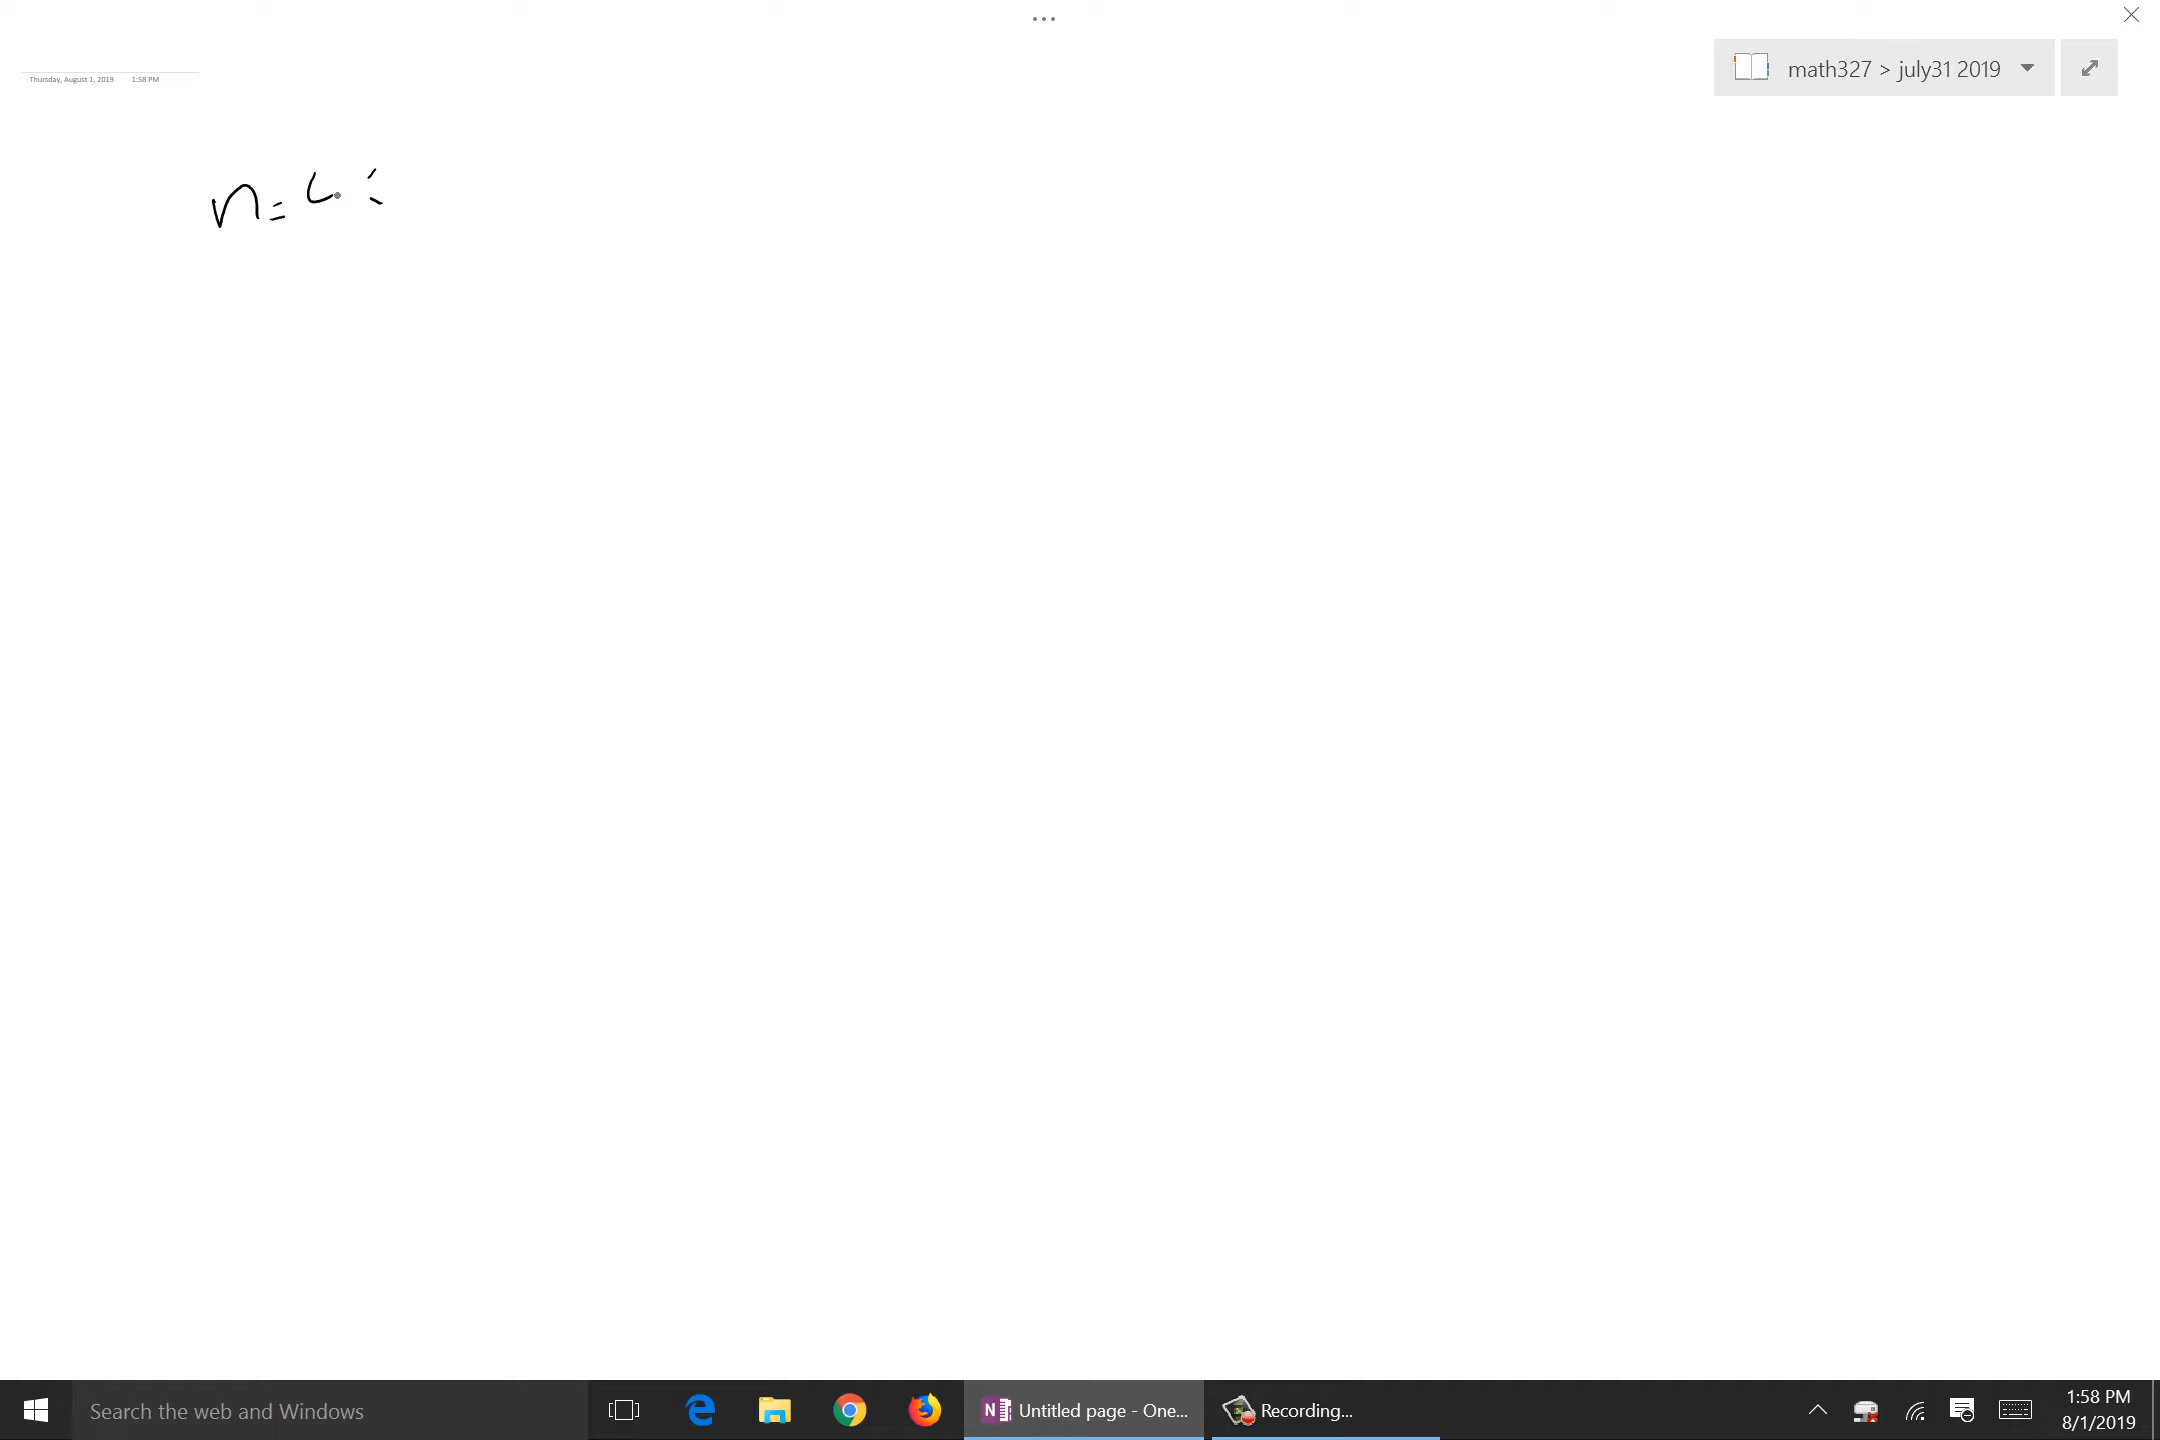 Thursday, August 1, 2019 1:58 PM
math327 > july31 2019
n=
Search the web and Windows
Untitled page - One...
Recording...
1:58 PM
8/1/2019